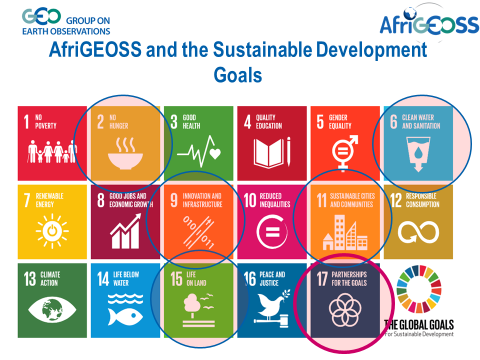 GEO GROUP ON
EARTH OBSERVATIONS
AfriGEOSS
AfriGEOSS and the Sustainable Development
Goals
1 NO
POVERTY
2 NO
HUNGER
3 GOOD
HEALTH
4 QUALITY
EDUCATION
5 GENDER
EQUALITY
6 CLEAN WATER
AND SANITATION
7 RENEWABLE
ENERGY
8 GOOD JOBS AND
ECONOMIC GROWTH
9 INNOVATION AND
INFRASTRUCTURE
10 REDUCED
INEQUALITIES
11 SUSTAINABLE CITIES
AND COMMUNITIES
12 RESPONSIBLE
CONSUMPTION
13 CLIMATE
ACTION
14 LIFE BELOW
WATER
15 LIFE
ON LAND
16 PEACE AND
JUSTICE
17 PARTNERSHIPS
FOR THE GOALS
THE GLOBAL GOALS
For Sustainable Development